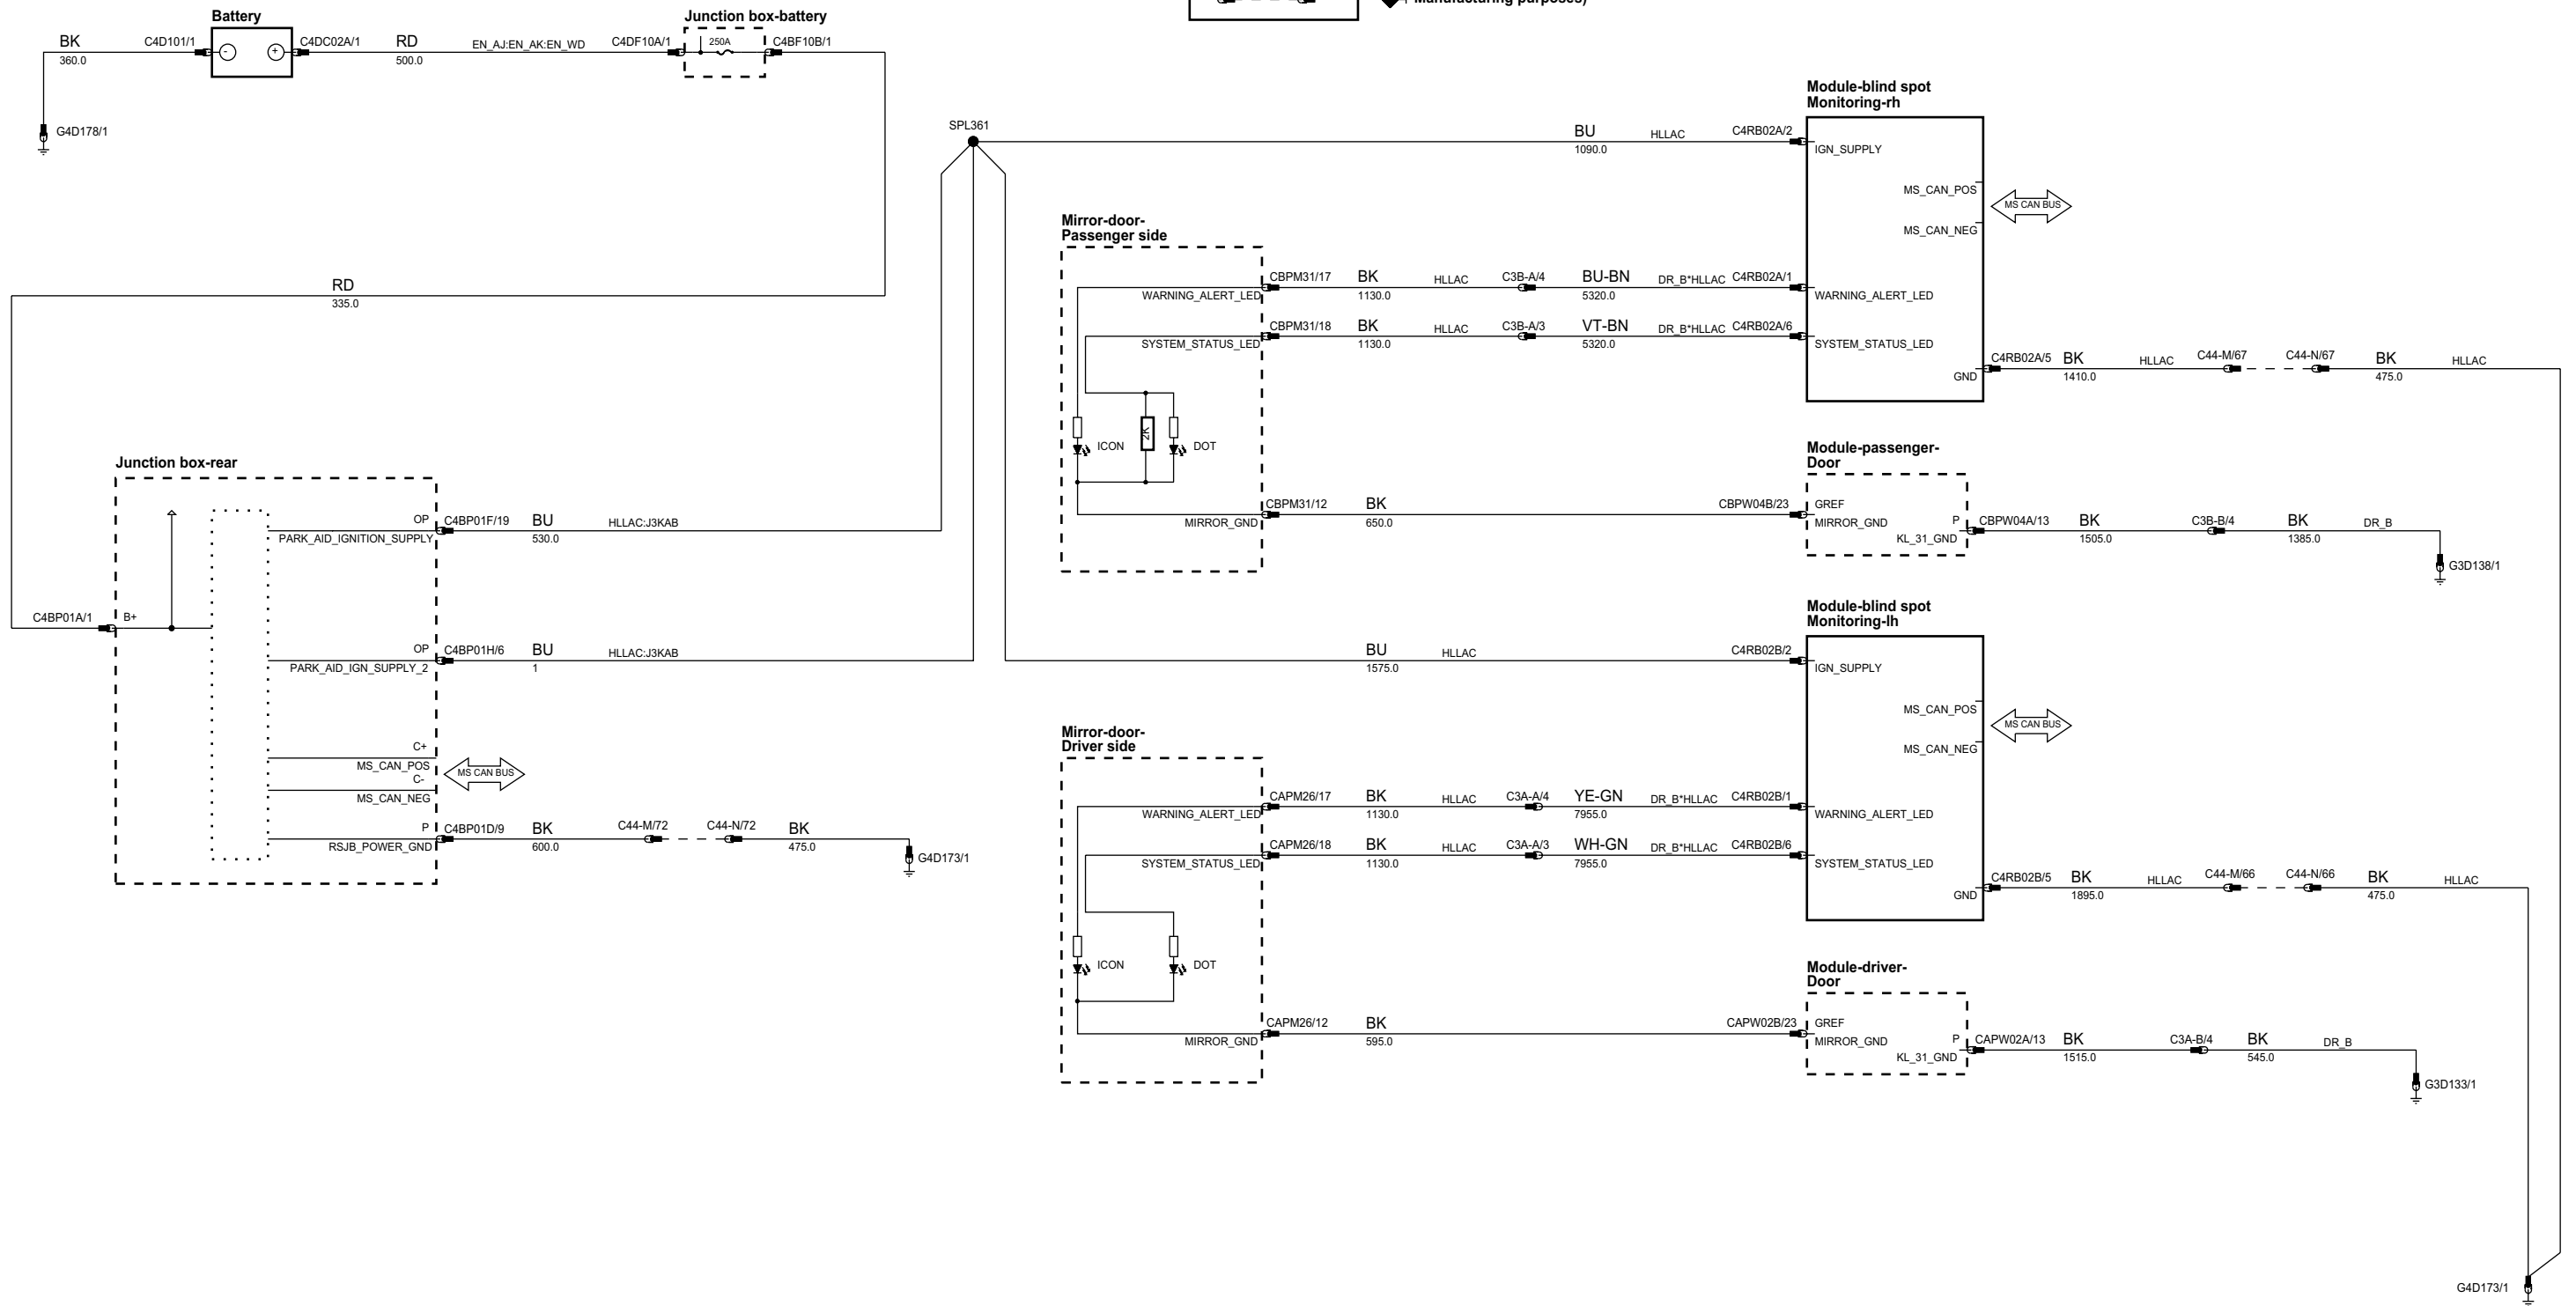 Manufacturing purposes)
Battery
Junction box-battery
BK
360.0
C4D101/1
-
+
C4DC02A/1
RD
500.0
EN_AJ:EN_AK:EN_WD
C4DF10A/1
250A
C4BF10B/1
G4D178/1
RD
335.0
SPL361
BU
1090.0
HLLAC
C4RB02A/2
Module-blind spot
Monitoring-rh
IGN_SUPPLY
MS_CAN_POS
MS CAN BUS
MS_CAN_NEG
WARNING_ALERT_LED
SYSTEM_STATUS_LED
GND
Mirror-door-
Passenger side
WARNING_ALERT_LED
CBPM31/17
BK
1130.0
HLLAC
C3B-A/4
BU-BN
5320.0
DR_B*HLLAC
C4RB02A/1
SYSTEM_STATUS_LED
CBPM31/18
BK
1130.0
HLLAC
C3B-A/3
VT-BN
5320.0
DR_B*HLLAC
C4RB02A/6
C4RB02A/5
BK
1410.0
HLLAC
C44-M/67
C44-N/67
BK
475.0
HLLAC
ICON
2K
DOT
MIRROR_GND
CBPM31/12
BK
650.0
CBPW04B/23
Module-passenger-
Door
GREF
MIRROR_GND
P
KL_31_GND
CBPW04A/13
BK
1505.0
C3B-B/4
BK
1385.0
DR_B
G3D138/1
Junction box-rear
OP
PARK_AID_IGNITION_SUPPLY
C4BP01F/19
BU
530.0
HLLAC:J3KAB
C4BP01A/1
B+
OP
PARK_AID_IGN_SUPPLY_2
C4BP01H/6
BU
1
HLLAC:J3KAB
C+
MS_CAN_POS
C-
MS_CAN_NEG
MS CAN BUS
P
RSJB_POWER_GND
C4BP01D/9
BK
600.0
C44-M/72
C44-N/72
BK
475.0
G4D173/1
BU
1575.0
HLLAC
C4RB02B/2
Module-blind spot
Monitoring-lh
IGN_SUPPLY
MS_CAN_POS
MS CAN BUS
MS_CAN_NEG
WARNING_ALERT_LED
SYSTEM_STATUS_LED
GND
Mirror-door-
Driver side
WARNING_ALERT_LED
CAPM26/17
BK
1130.0
HLLAC
C3A-A/4
YE-GN
7955.0
DR_B*HLLAC
C4RB02B/1
SYSTEM_STATUS_LED
CAPM26/18
BK
1130.0
HLLAC
C3A-A/3
WH-GN
7955.0
DR_B*HLLAC
C4RB02B/6
C4RB02B/5
BK
1895.0
HLLAC
C44-M/66
C44-N/66
BK
475.0
HLLAC
ICON
DOT
MIRROR_GND
CAPM26/12
BK
595.0
CAPW02B/23
Module-driver-
Door
GREF
MIRROR_GND
P
KL_31_GND
CAPW02A/13
BK
1515.0
C3A-B/4
BK
545.0
DR_B
G3D133/1
G4D173/1